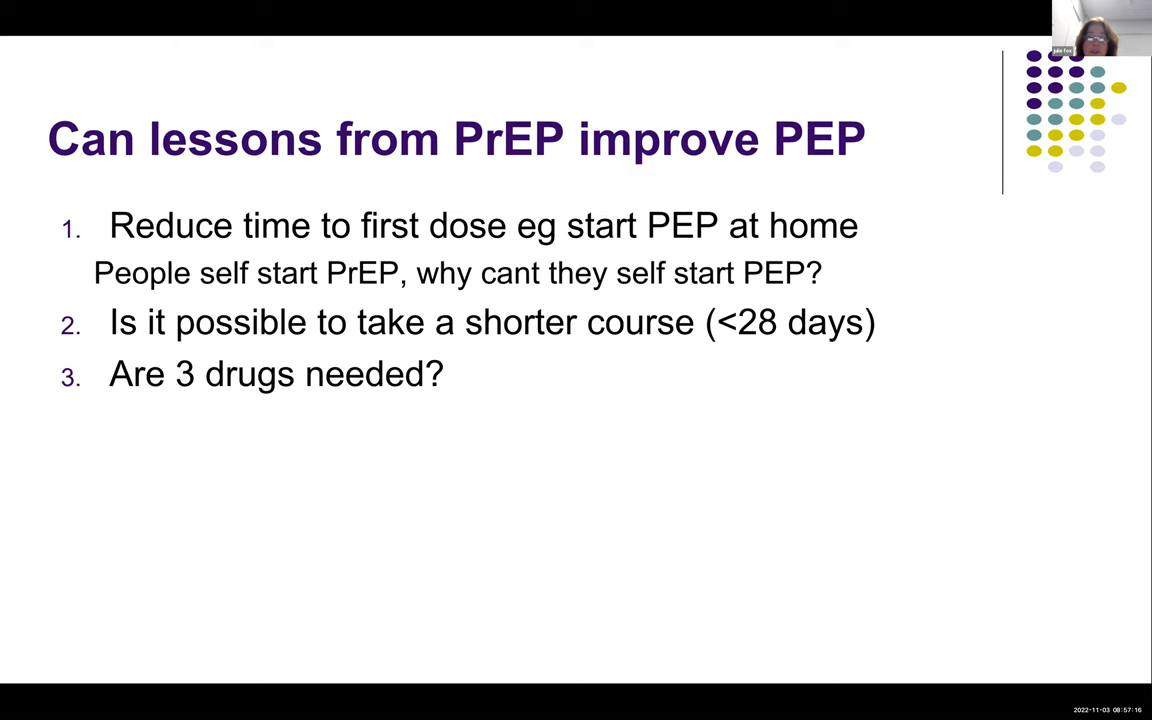 Julie Fox
Can lessons from PrEP improve PEP
1. Reduce time to first dose eg start PEP at home
People self start PrEP, why cant they self start PEP?
2. Is it possible to take a shorter course (<28 days)
3. Are 3 drugs needed?
2022-11-03 08:57:16